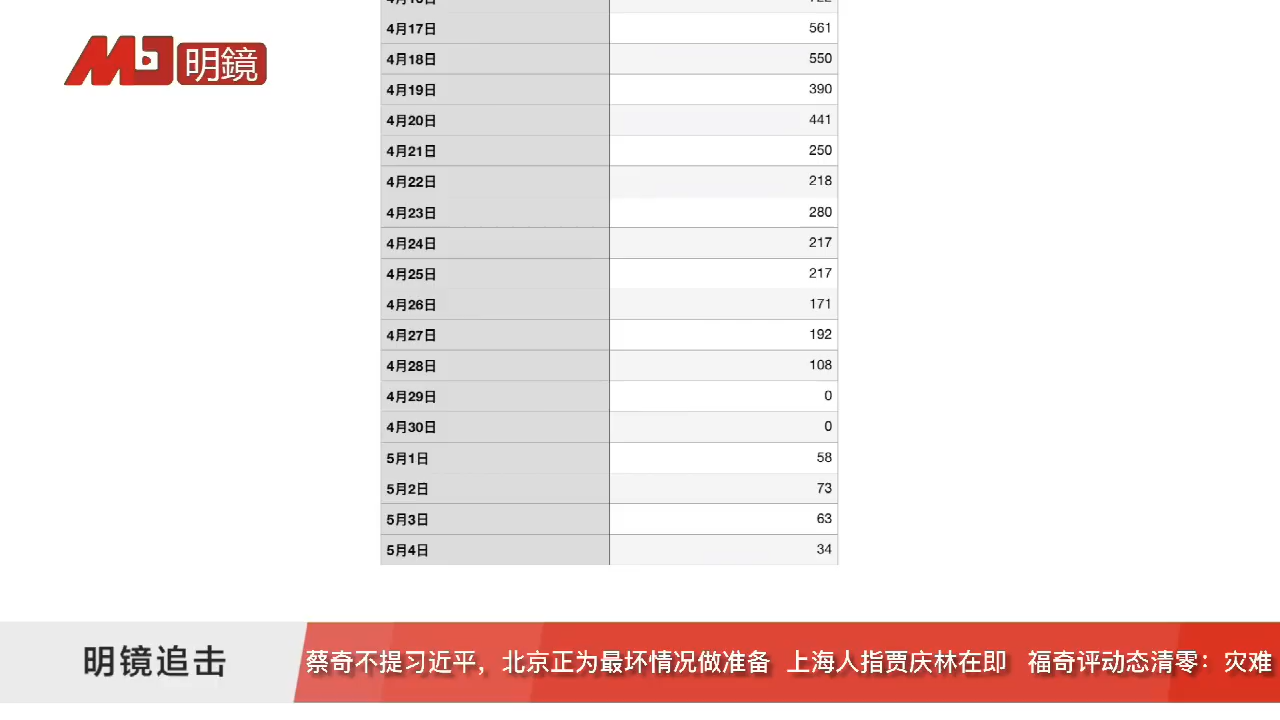 明鏡
4月17日 561
4月18日 550
4月19日 390
4月20日 441
4月21日 250
4月22日 218
4月23日 280
4月24日 217
4月25日 217
4月26日 171
4月27日 192
4月28日 108
4月29日 0
4月30日 0
5月1日 58
5月2日 73
5月3日 63
5月4日 34
明镜追击
蔡奇不提习近平，北京正为最坏情况做准备 上海人指贾庆林在即 福奇评动态清零：灾难